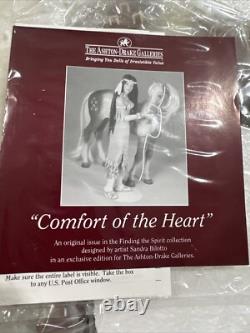 THE ASHTON-DRAKE GALLERIES
Bringing You Dolls of Irresistible Value
"Comfort of the Heart"
An original issue in the Finding the Spirit collection
designed by artist Sandra Bilotto
in an exclusive edition for The Ashton-Drake Galleries.
Make sure the entire label is visible. Take the box
to any U.S. Post Office window.